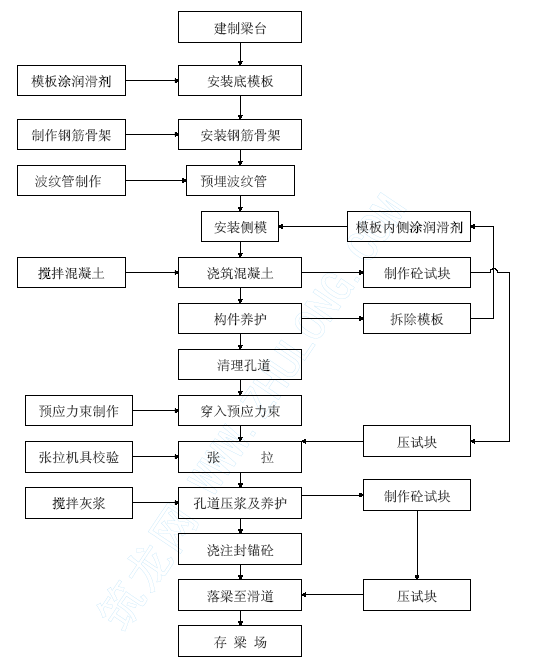 建制梁台
模板涂润滑剂
安装底模板
制作钢筋骨架
安装钢筋骨架
波纹管制作
预埋波纹管
安装侧模
模板内侧涂润滑剂
搅拌混凝土
浇筑混凝土
制作砼试块
构件养护
拆除模板
清理孔道
预应力束制作
穿入预应力束
压试块
张拉机具校验
张 拉
搅拌灰浆
孔道压浆及养护
制作砼试块
浇注封锚砼
落梁至滑道
压试块
存 梁 场
筑龙网 WWW.ZHULONG.COM